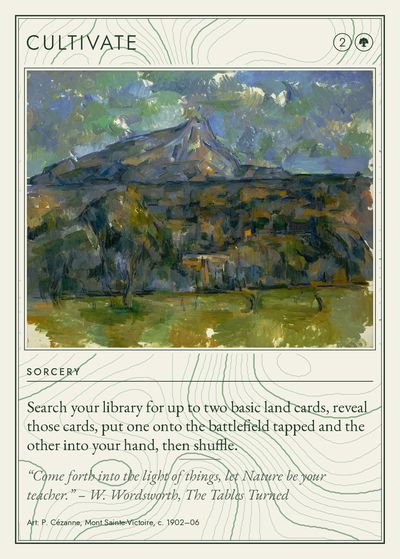 CULTIVATE
2
SORCERY
Search your library for up to two basic land cards, reveal
those cards, put one onto the battlefield tapped and the
other into your hand, then shuffle.
“Come forth into the light of things, let Nature be your
teacher.” – W. Wordsworth, The Tables Turned
Art: P. Cézanne, Mont Sainte-Victoire, c. 1902–06